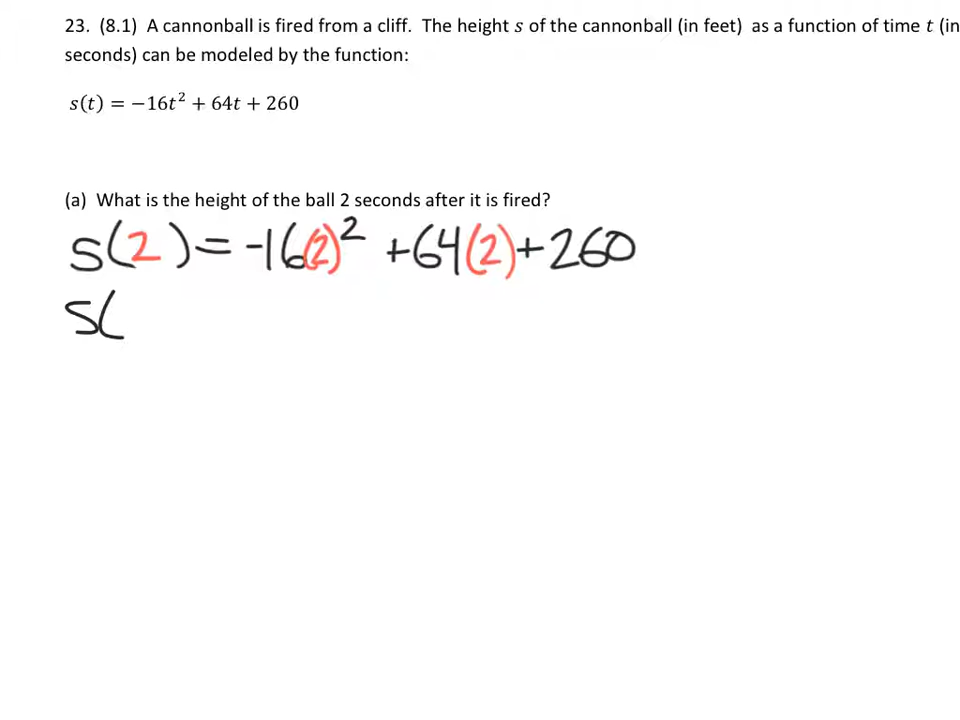 23. (8.1) A cannonball is fired from a cliff. The height s of the cannonball (in feet) as a function of time t (in
seconds) can be modeled by the function:
s(t) = −16t² + 64t + 260
(a) What is the height of the ball 2 seconds after it is fired?
s(2) = -16(2)² +64(2)+260
s(